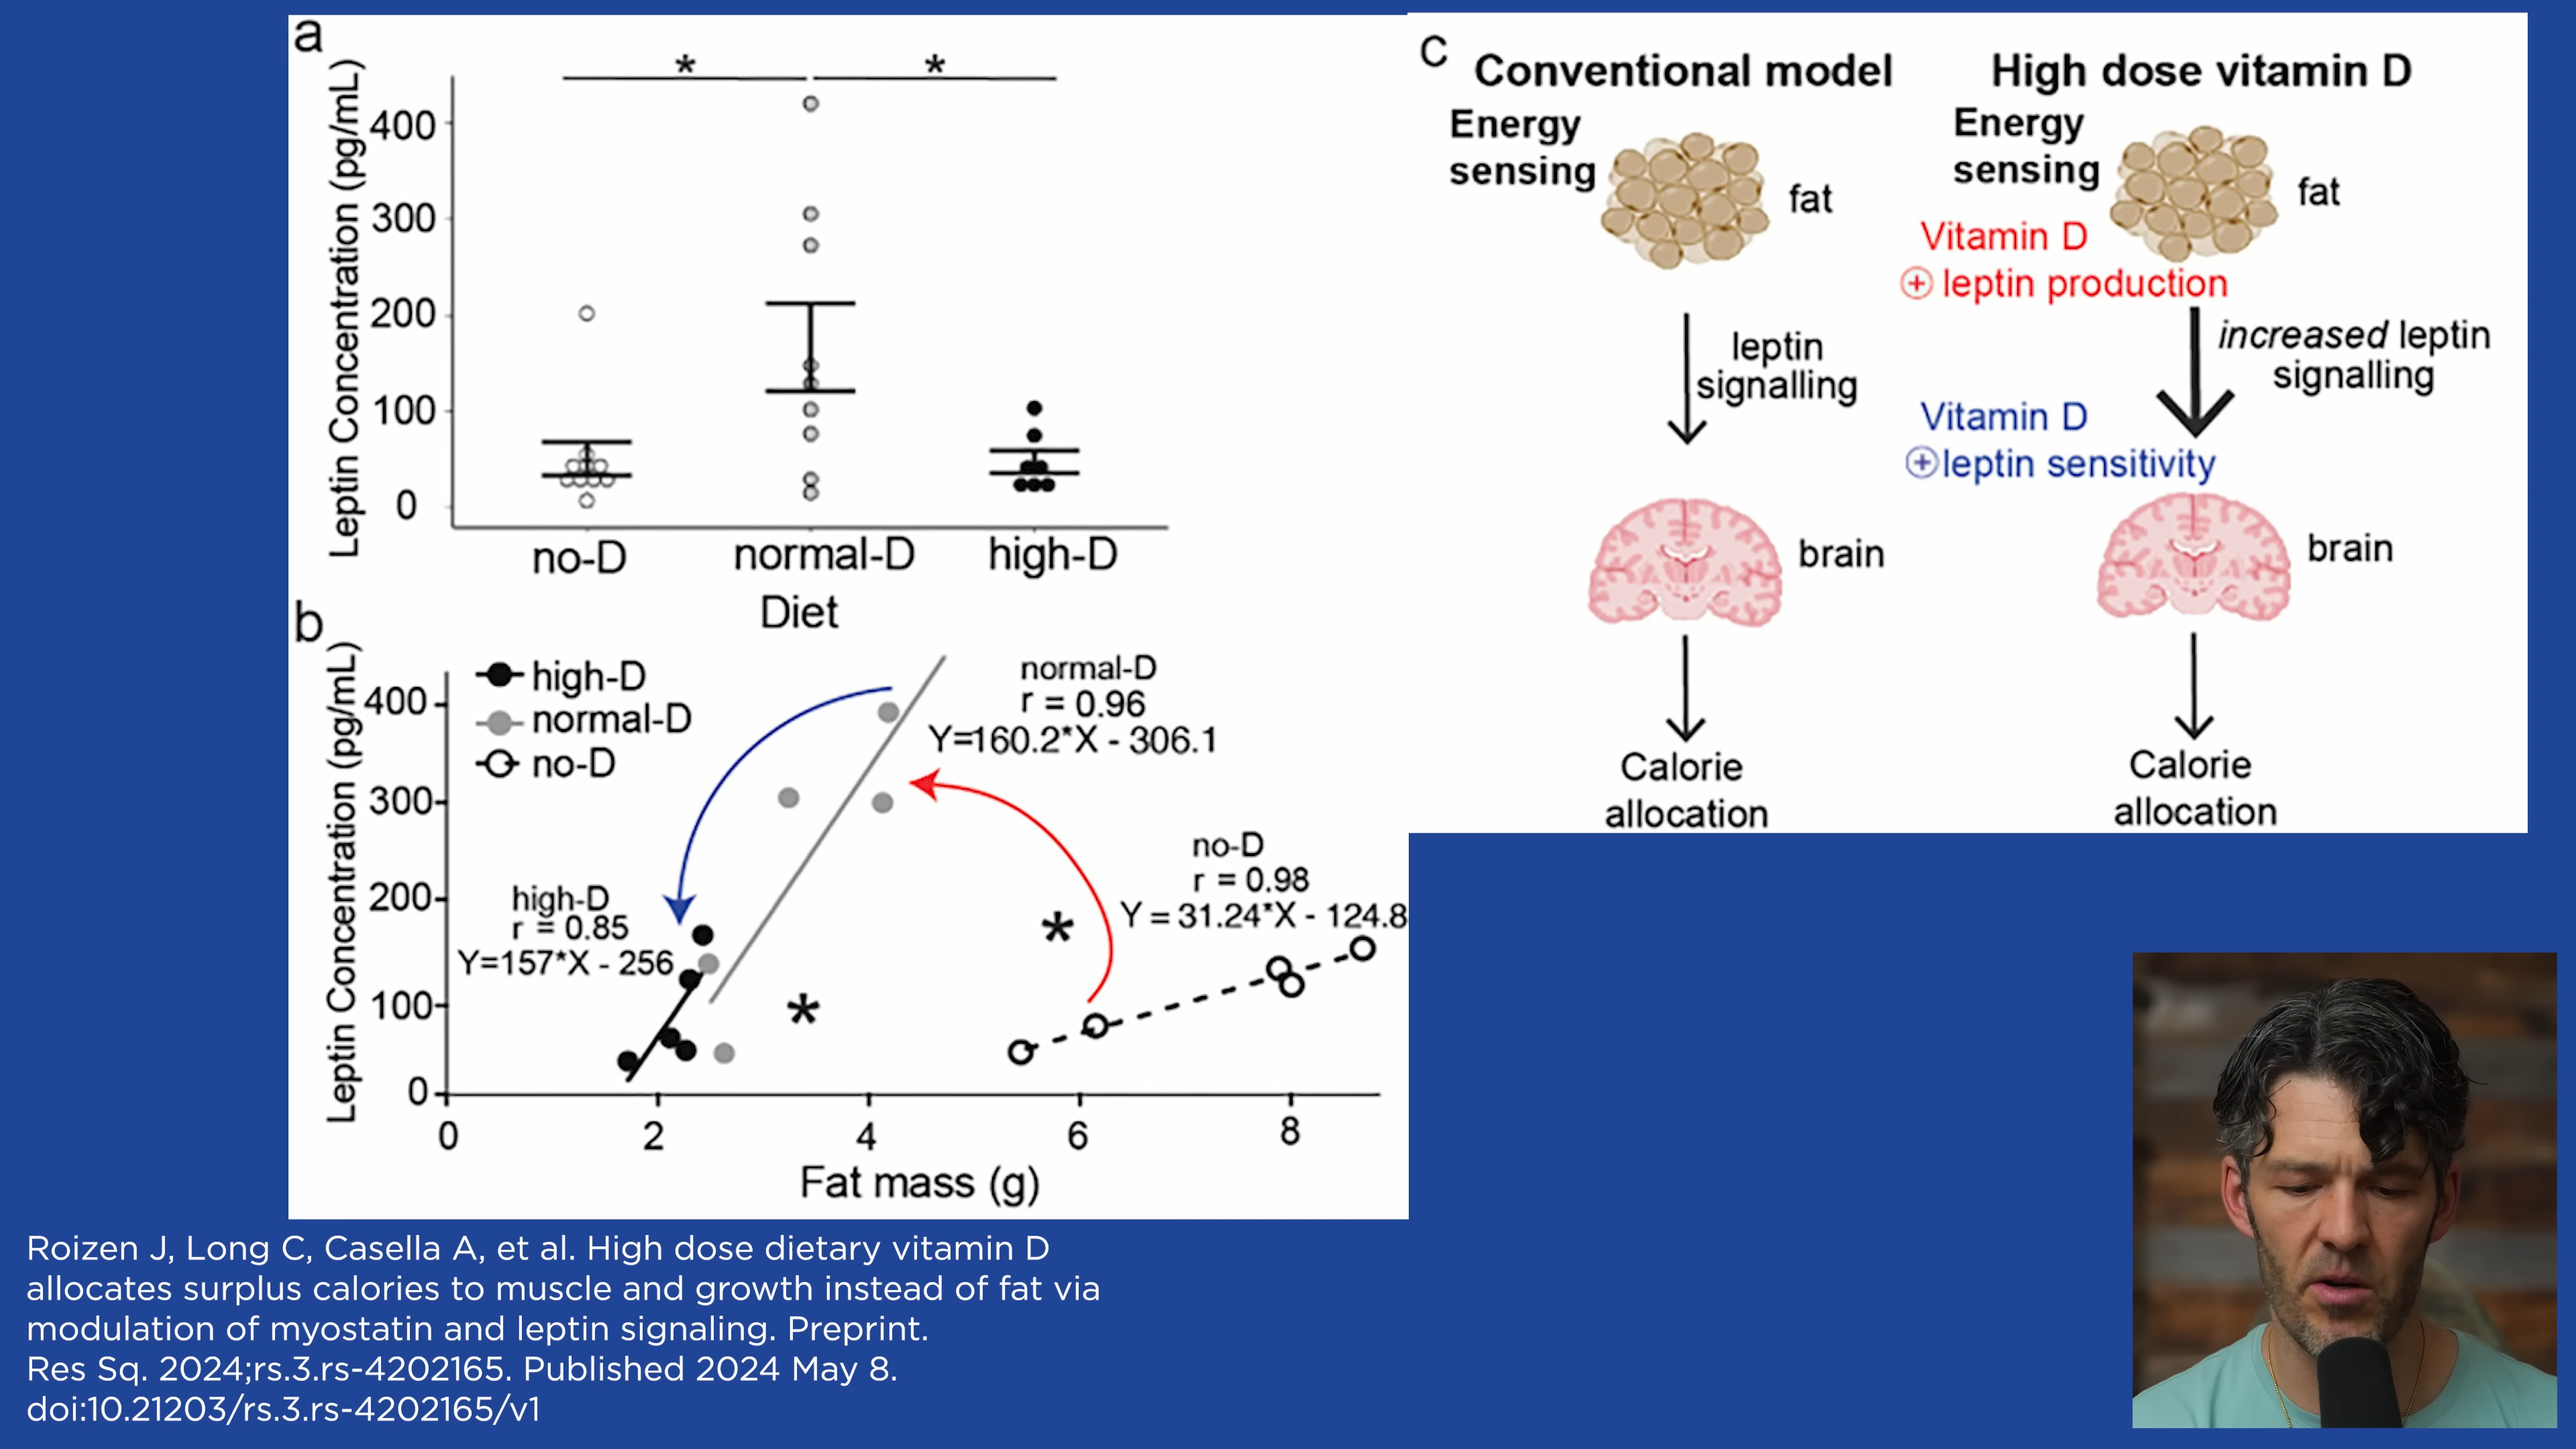 a
*
*
Leptin Concentration (pg/mL)
400
300
200
100
0
no-D
normal-D
high-D
Diet
b
high-D
normal-D
no-D
Leptin Concentration (pg/mL)
400
300
200
100
0
normal-D
r = 0.96
Y=160.2*X - 306.1
no-D
r = 0.98
Y = 31.24*X - 124.8
high-D
r = 0.85
Y=157*X - 256
*
*
0
2
4
6
8
Fat mass (g)
c
Conventional model
Energy
sensing
fat
leptin
signalling
brain
Calorie
allocation
High dose vitamin D
Energy
sensing
fat
Vitamin D
+ leptin production
increased leptin
signalling
Vitamin D
+ leptin sensitivity
brain
Calorie
allocation
Roizen J, Long C, Casella A, et al. High dose dietary vitamin D
allocates surplus calories to muscle and growth instead of fat via
modulation of myostatin and leptin signaling. Preprint.
Res Sq. 2024;rs.3.rs-4202165. Published 2024 May 8.
doi:10.21203/rs.3.rs-4202165/v1